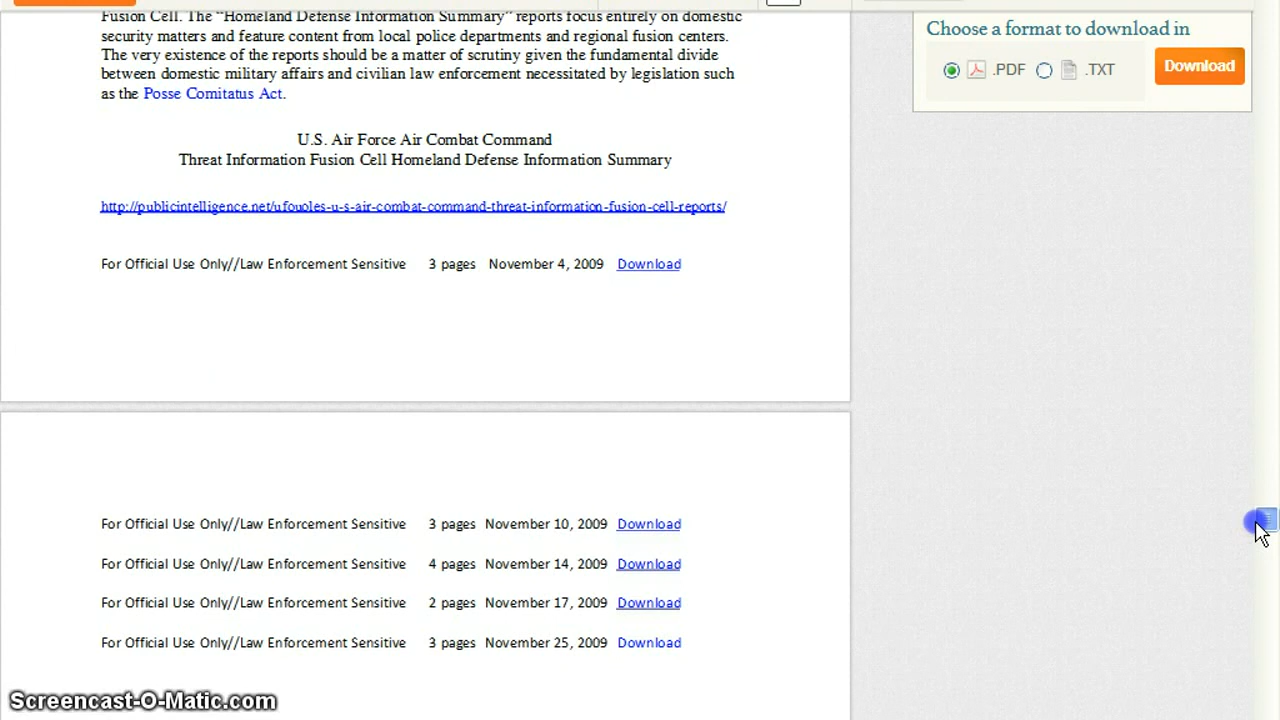 Fusion Cell. The “Homeland Defense Information Summary” reports focus entirely on domestic
security matters and feature content from local police departments and regional fusion centers.
The very existence of the reports should be a matter of scrutiny given the fundamental divide
between domestic military affairs and civilian law enforcement necessitated by legislation such
as the Posse Comitatus Act.
U.S. Air Force Air Combat Command
Threat Information Fusion Cell Homeland Defense Information Summary
http://publicintelligence.net/ufouoles-u-s-air-combat-command-threat-information-fusion-cell-reports/
For Official Use Only//Law Enforcement Sensitive 3 pages November 4, 2009 Download
For Official Use Only//Law Enforcement Sensitive 3 pages November 10, 2009 Download
For Official Use Only//Law Enforcement Sensitive 4 pages November 14, 2009 Download
For Official Use Only//Law Enforcement Sensitive 2 pages November 17, 2009 Download
For Official Use Only//Law Enforcement Sensitive 3 pages November 25, 2009 Download
Choose a format to download in
.PDF .TXT Download
Screencast-O-Matic.com